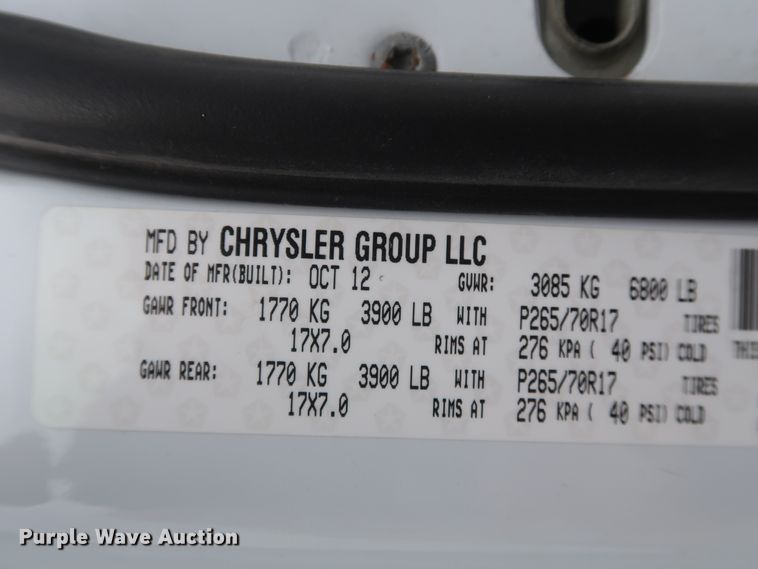 MFD BY CHRYSLER GROUP LLC
DATE OF MFR(BUILT): OCT 12 GVWR: 3085 KG 6800 LB
GAWR FRONT: 1770 KG 3900 LB WITH P265/70R17 TIRES
17X7.0 RIMS AT 276 KPA ( 40 PSI) COLD THIS
GAWR REAR: 1770 KG 3900 LB WITH P265/70R17 TIRES
17X7.0 RIMS AT 276 KPA ( 40 PSI) COLD
Purple Wave Auction